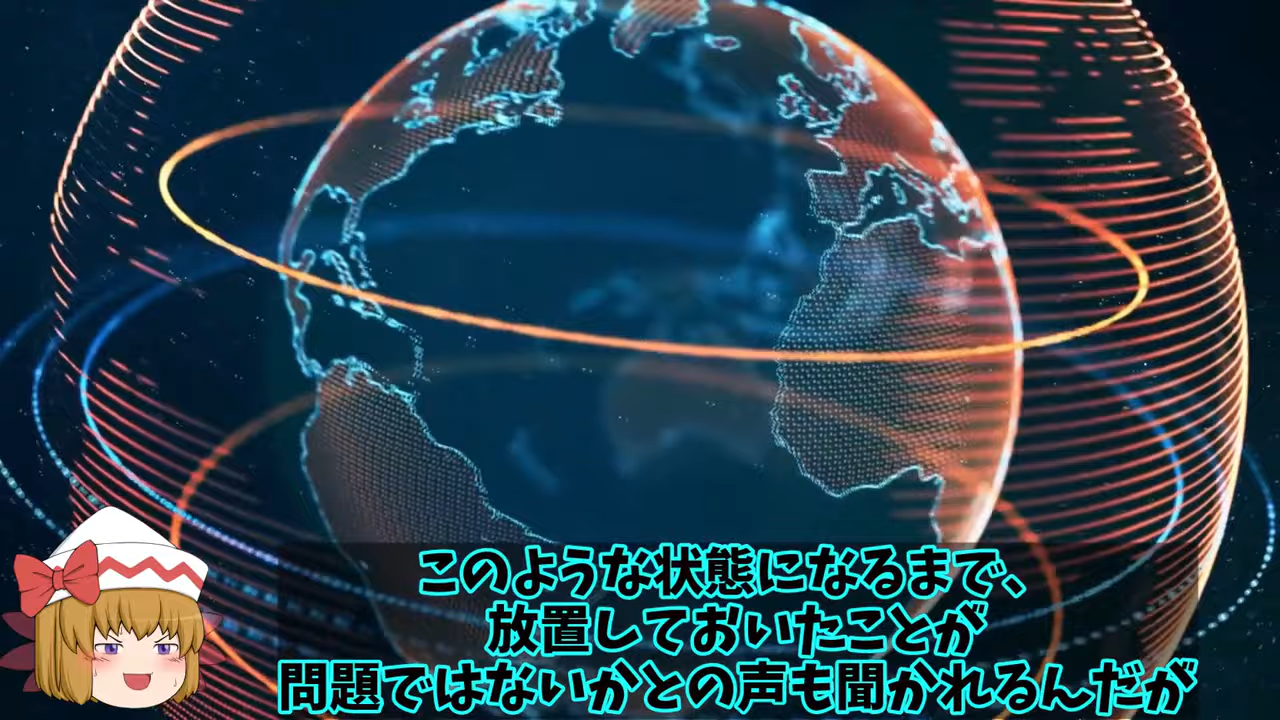 このような状態になるまで、
放置しておいたことが
問題ではないかとの声も聞かれるんだが